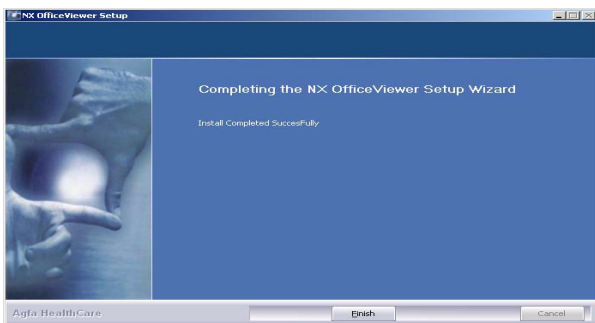 NX OfficeViewer Setup
Completing the NX OfficeViewer Setup Wizard
Install Completed SuccesFully
Agfa HealthCare
Finish
Cancel